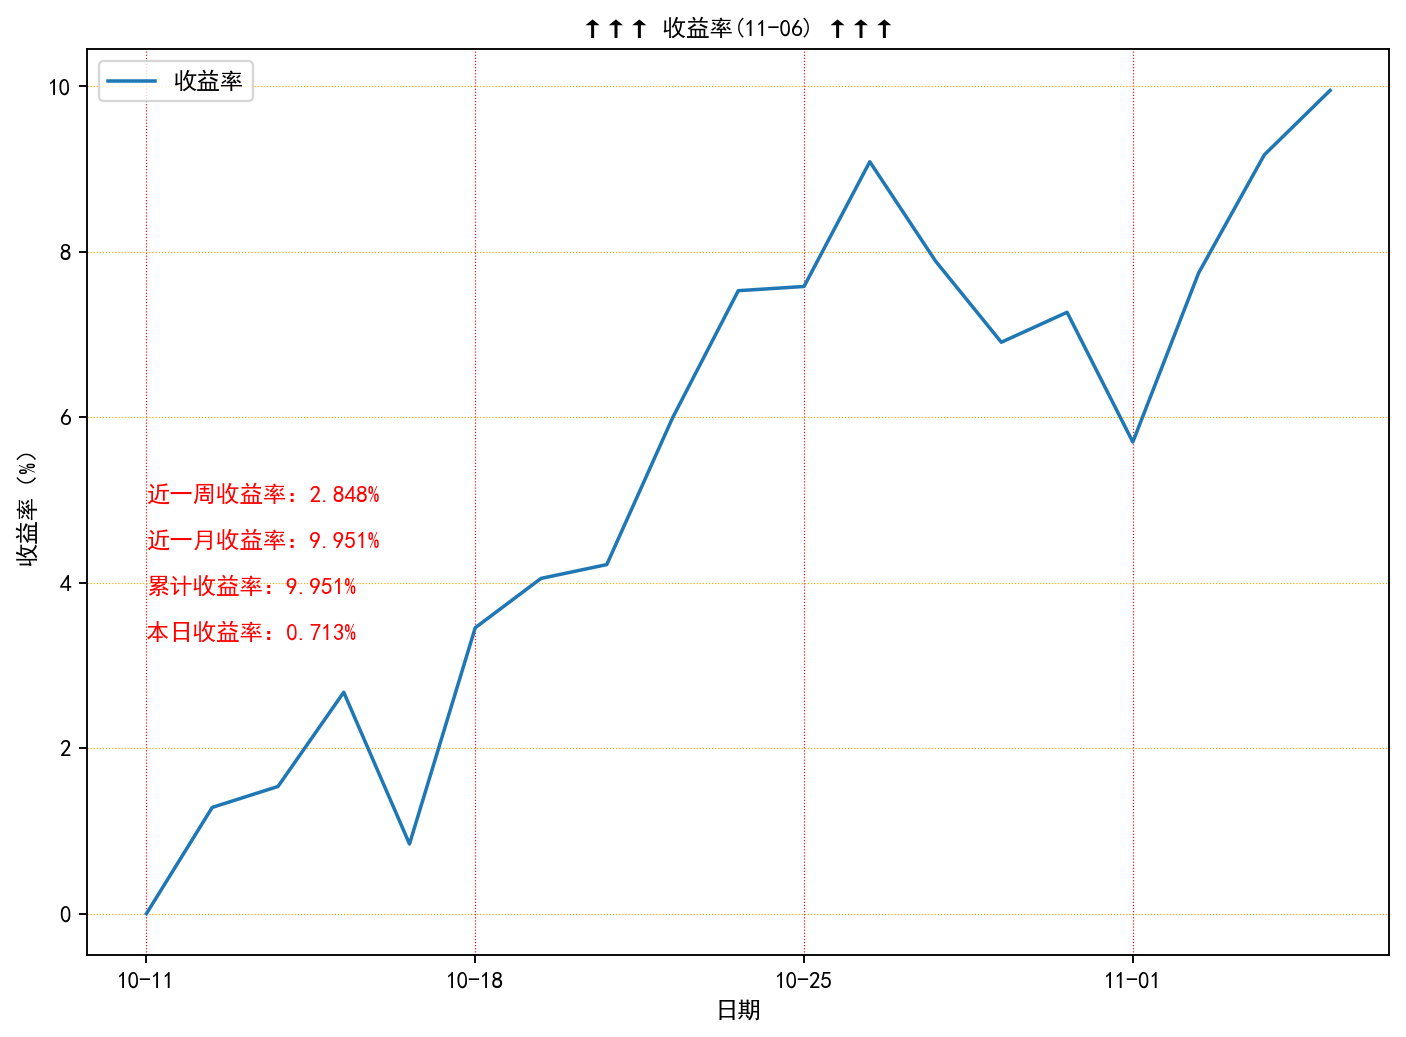 ↑↑↑ 收益率(11-06) ↑↑↑
收益率
10
8
6
4
2
0
收益率（%）
近一周收益率：2.848%
近一月收益率：9.951%
累计收益率：9.951%
本日收益率：0.713%
10-11
10-18
10-25
11-01
日期